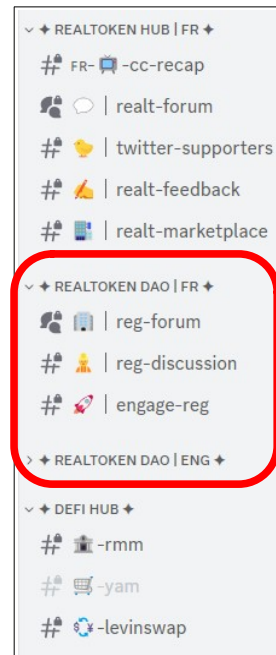 ✦ REALTOKEN HUB | FR ✦
FR-📺-cc-recap
💬 | realt-forum
🐤 | twitter-supporters
✍️ | realt-feedback
🏢 | realt-marketplace
✦ REALTOKEN DAO | FR ✦
🏢 | reg-forum
reg-discussion
🚀 | engage-reg
✦ REALTOKEN DAO | ENG ✦
✦ DEFI HUB ✦
🏦-rmm
🛒-yam
💱-levinswap